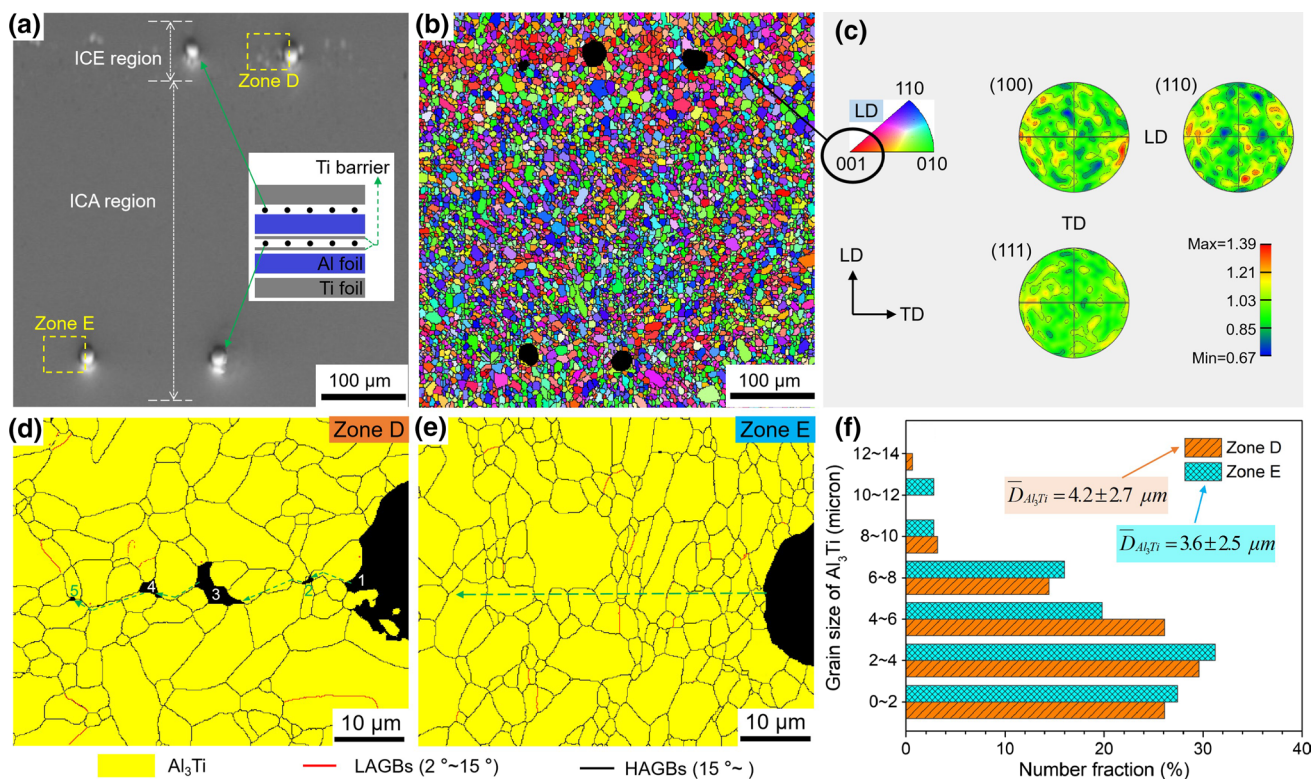 (a)
ICE region
Zone D
ICA region
Ti barrier
Al foil
Ti foil
Zone E
100 μm
(b)
100 μm
(c)
LD
110
001
010
(100)
(110)
LD
TD
(111)
LD
TD
Max=1.39
1.21
1.03
0.85
Min=0.67
(d)
Zone D
1
2
3
4
5
10 μm
(e)
Zone E
10 μm
Al₃Ti
LAGBs (2 °~15 °)
HAGBs (15 °~ )
(f)
Grain size of Al₃Ti (micron)
12~14
10~12
8~10
6~8
4~6
2~4
0~2
Zone D
Zone E
D̅ Al₃Ti = 4.2 ± 2.7 μm
D̅ Al₃Ti = 3.6 ± 2.5 μm
0 10 20 30 40
Number fraction (%)